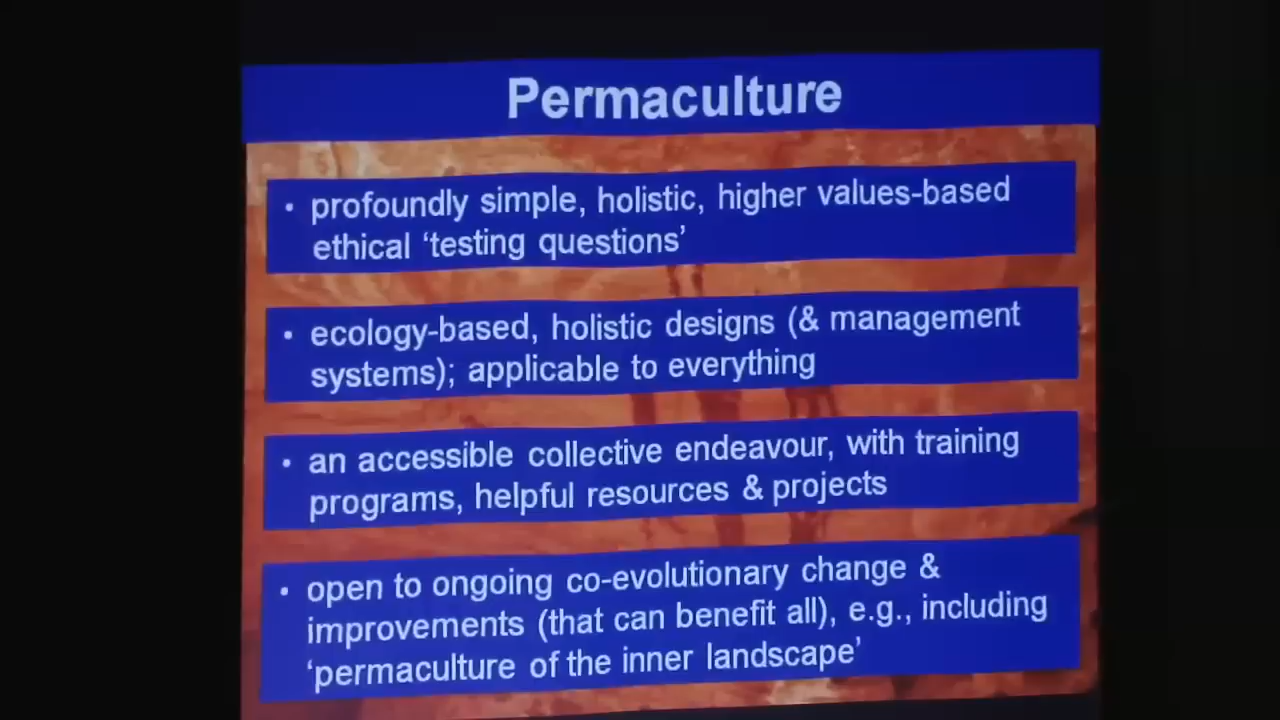 Permaculture
• profoundly simple, holistic, higher values-based
ethical ‘testing questions’
• ecology-based, holistic designs (& management
systems); applicable to everything
• an accessible collective endeavour, with training
programs, helpful resources & projects
• open to ongoing co-evolutionary change &
improvements (that can benefit all), e.g., including
‘permaculture of the inner landscape’